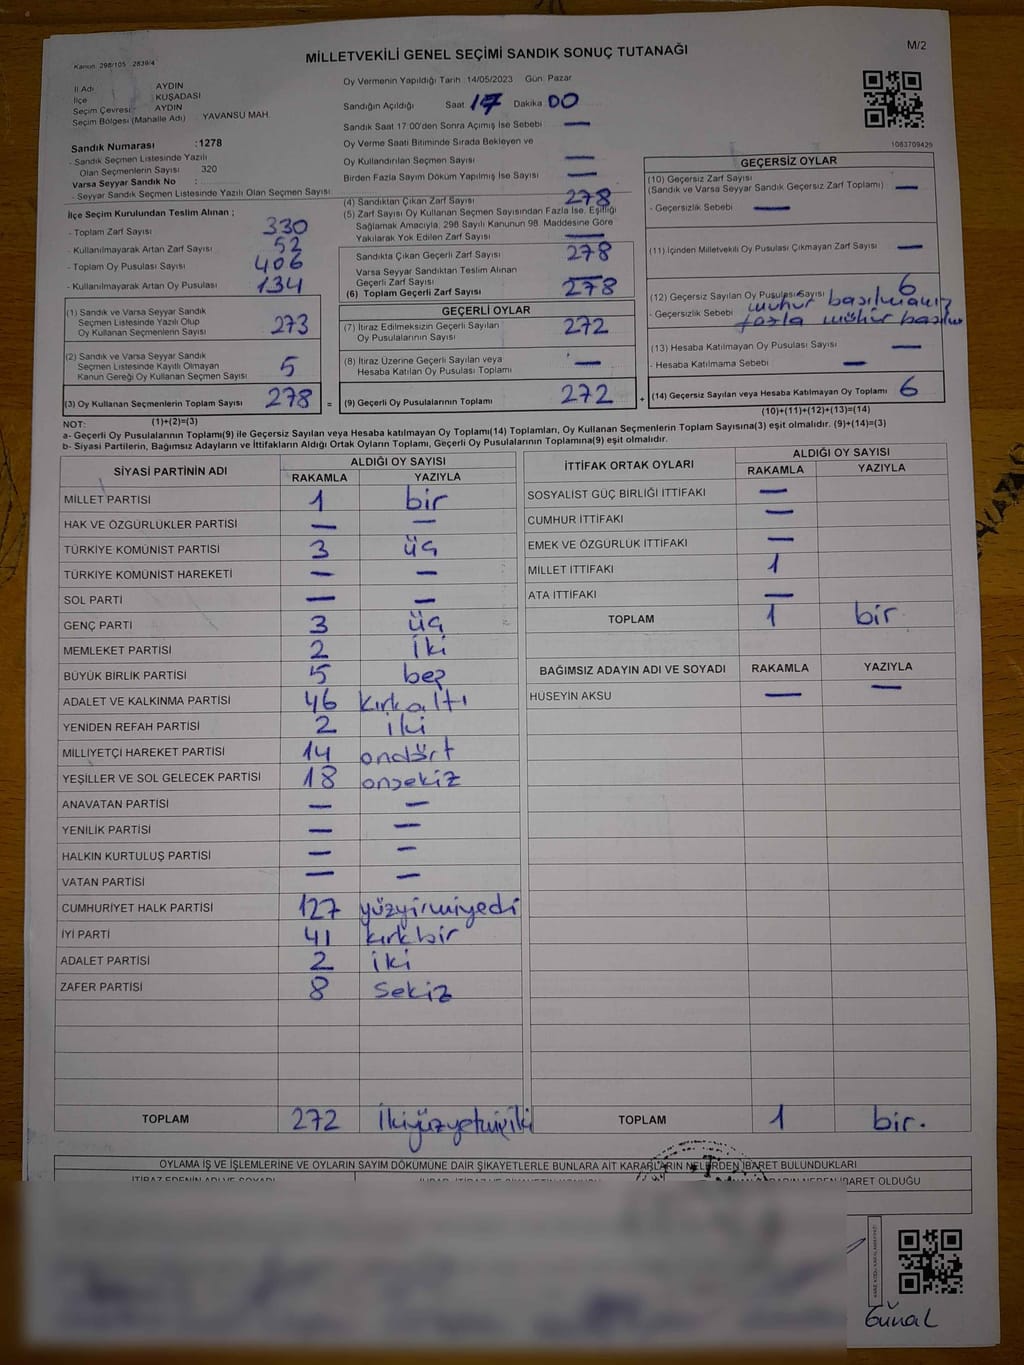 MİLLETVEKİLİ GENEL SEÇİMİ SANDIK SONUÇ TUTANAĞI
M/2
Kanun: 298/105 2839/4
İl Adı AYDIN
İlçe KUŞADASI
Seçim Çevresi AYDIN
Seçim Bölgesi (Mahalle Adı) YAVANSU MAH.
Sandık Numarası :1278
- Sandık Seçmen Listesinde Yazılı
Olan Seçmenlerin Sayısı 320
Varsa Seyyar Sandık No :
- Seyyar Sandık Seçmen Listesinde Yazılı Olan Seçmen Sayısı:
Oy Vermenin Yapıldığı Tarih :14/05/2023 Gün: Pazar
Sandığın Açıldığı Saat 17 Dakika 00
Sandık Saat 17:00'den Sonra Açımış İse Sebebi —
Oy Verme Saati Bitiminde Sırada Bekleyen ve
Oy Kullandırılan Seçmen Sayısı —
Birden Fazla Sayım Döküm Yapılmış İse Sayısı —
1063709429
İlçe Seçim Kurulundan Teslim Alınan ;
- Toplam Zarf Sayısı 330
- Kullanılmayarak Artan Zarf Sayısı 52
- Toplam Oy Pusulası Sayısı 406
- Kullanılmayarak Artan Oy Pusulası 134
(4) Sandıktan Çıkan Zarf Sayısı 278
(5) Zarf Sayısı Oy Kullanan Seçmen Sayısından Fazla İse, Eşitliği
Sağlamak Amacıyla, 298 Sayılı Kanunun 98. Maddesine Göre
Yakılarak Yok Edilen Zarf Sayısı —
Sandıkta Çıkan Geçerli Zarf Sayısı 278
Varsa Seyyar Sandıktan Teslim Alınan
Geçerli Zarf Sayısı —
(6) Toplam Geçerli Zarf Sayısı 278
GEÇERSİZ OYLAR
(10) Geçersiz Zarf Sayısı
(Sandık ve Varsa Seyyar Sandık Geçersiz Zarf Toplamı) —
- Geçersizlik Sebebi —
(11) İçinden Milletvekili Oy Pusulası Çıkmayan Zarf Sayısı —
(12) Geçersiz Sayılan Oy Pusulası Sayısı 6
- Geçersizlik Sebebi mühür basılmamış
fazla mühür
(13) Hesaba Katılmayan Oy Pusulası Sayısı —
- Hesaba Katılmama Sebebi —
(14) Geçersiz Sayılan veya Hesaba Katılmayan Oy Toplamı 6
(10)+(11)+(12)+(13)=(14)
(1) Sandık ve Varsa Seyyar Sandık
Seçmen Listesinde Yazılı Olup
Oy Kullanan Seçmenlerin Sayısı 273
(2) Sandık ve Varsa Seyyar Sandık
Seçmen Listesinde Kayıtlı Olmayan
Kanun Gereği Oy Kullanan Seçmen Sayısı 5
(3) Oy Kullanan Seçmenlerin Toplam Sayısı 278 =
(1)+(2)=(3)
GEÇERLİ OYLAR
(7) İtiraz Edilmeksizin Geçerli Sayılan
Oy Pusulalarının Sayısı 272
(8) İtiraz Üzerine Geçerli Sayılan veya
Hesaba Katılan Oy Pusulası Toplamı —
(9) Geçerli Oy Pusulalarının Toplamı 272 +
NOT:
a- Geçerli Oy Pusulalarının Toplamı(9) ile Geçersiz Sayılan veya Hesaba Katılmayan Oy Toplamı(14) Toplamları, Oy Kullanan Seçmenlerin Toplam Sayısına(3) eşit olmalıdır. (9)+(14)=(3)
b- Siyasi Partilerin, Bağımsız Adayların ve İttifakların Aldığı Ortak Oyların Toplamı, Geçerli Oy Pusulalarının Toplamına(9) eşit olmalıdır.
SİYASİ PARTİNİN ADI ALDIĞI OY SAYISI
RAKAMLA YAZIYLA
MİLLET PARTİSİ 1 bir
HAK VE ÖZGÜRLÜKLER PARTİSİ — —
TÜRKİYE KOMÜNİST PARTİSİ 3 üç
TÜRKİYE KOMÜNİST HAREKETİ — —
SOL PARTİ — —
GENÇ PARTİ 3 üç
MEMLEKET PARTİSİ 2 iki
BÜYÜK BİRLİK PARTİSİ 5 beş
ADALET VE KALKINMA PARTİSİ 46 kırkaltı
YENİDEN REFAH PARTİSİ 2 iki
MİLLİYETÇİ HAREKET PARTİSİ 14 ondört
YEŞİLLER VE SOL GELECEK PARTİSİ 18 onsekiz
ANAVATAN PARTİSİ — —
YENİLİK PARTİSİ — —
HALKIN KURTULUŞ PARTİSİ — —
VATAN PARTİSİ — —
CUMHURİYET HALK PARTİSİ 127 yüzyirmiyedi
İYİ PARTİ 41 kırkbir
ADALET PARTİSİ 2 iki
ZAFER PARTİSİ 8 sekiz
TOPLAM 272 İkiyüzyetmişiki
İTTİFAK ORTAK OYLARI ALDIĞI OY SAYISI
RAKAMLA YAZIYLA
SOSYALİST GÜÇ BİRLİĞİ İTTİFAKI —
CUMHUR İTTİFAKI —
EMEK VE ÖZGÜRLÜK İTTİFAKI —
MİLLET İTTİFAKI 1
ATA İTTİFAKI —
TOPLAM 1 bir
BAĞIMSIZ ADAYIN ADI VE SOYADI RAKAMLA YAZIYLA
HÜSEYİN AKSU — —
TOPLAM 1 bir.
OYLAMA İŞ VE İŞLEMLERİNE VE OYLARIN SAYIM DÖKÜMÜNE DAİR ŞİKAYETLERLE BUNLARA AİT KARARLARIN NELERDEN İBARET BULUNDUKLARI
Günal